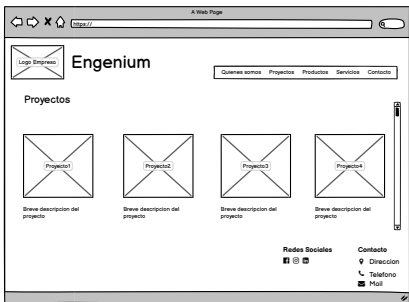 A Web Page
https://
Logo Empresa
Engenium
Quienes somos Proyectos Productos Servicios Contacto
Proyectos
Proyecto1 Proyecto2 Proyecto3 Proyecto4
Breve descripcion del proyecto
Breve descripcion del proyecto
Breve descripcion del proyecto
Breve descripcion del proyecto
Redes Sociales
Contacto
Direccion
Telefono
Mail